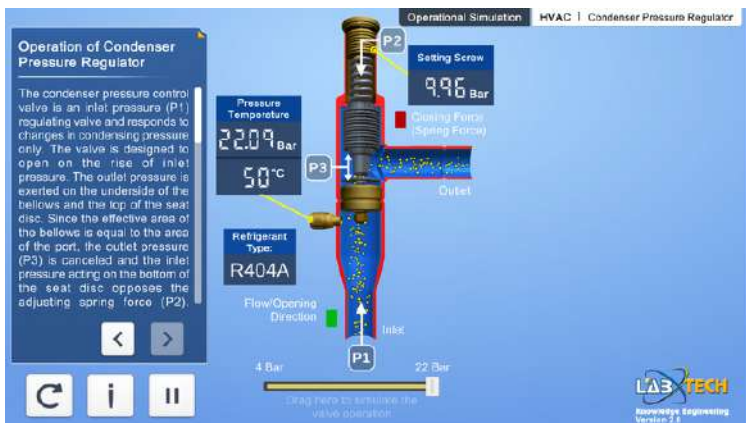 Operational Simulation
HVAC | Condenser Pressure Regulator
Operation of Condenser
Pressure Regulator
The condenser pressure control
valve is an inlet pressure (P1)
regulating valve and responds to
changes in condensing pressure
only. The valve is designed to
open on the rise of inlet
pressure. The outlet pressure is
exerted on the underside of the
bellows and the top of the seat
disc. Since the effective area of
the bellows is equal to the area
of the port, the outlet pressure
(P3) is canceled and the inlet
pressure acting on the bottom of
the seat disc opposes the
adjusting spring force (P2).
P2
Setting Screw
9.96 Bar
Pressure
Temperature
22.09 Bar
50°C
Closing Force
(Spring Force)
P3
Outlet
Refrigerant
Type:
R404A
Flow/Opening
Direction
Inlet
P1
4 Bar
22 Bar
Drag here to simulate the
valve operation
LABTECH
Knowledge Engineering
Version 2.6